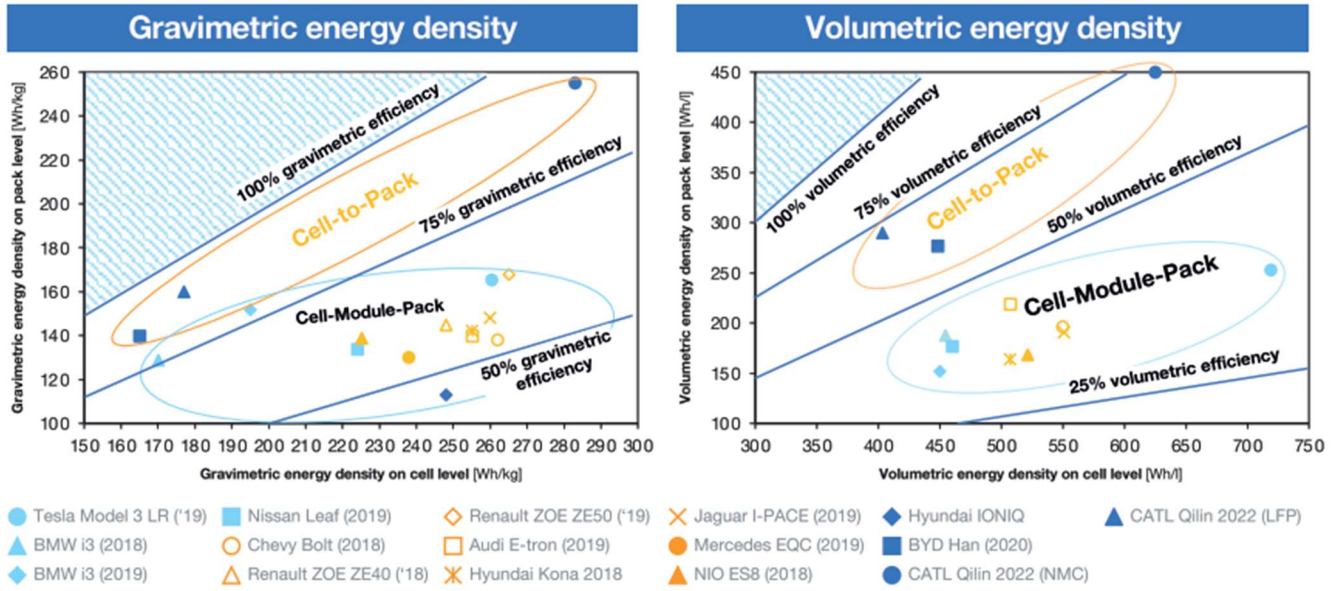 Gravimetric energy density
Gravimetric energy density on pack level [Wh/kg]
260
240
220
200
180
160
140
120
100
100% gravimetric efficiency
Cell-to-Pack
75% gravimetric efficiency
Cell-Module-Pack
50% gravimetric
efficiency
150 160 170 180 190 195 200 210 220 230 240 250 260 270 280 290 300
Gravimetric energy density on cell level [Wh/kg]
Volumetric energy density
Volumetric energy density on pack level [Wh/l]
450
400
350
300
250
200
150
100
100% volumetric efficiency
75% volumetric efficiency
Cell-to-Pack
50% volumetric efficiency
Cell-Module-Pack
25% volumetric efficiency
300 350 400 450 500 550 600 650 700 750
Volumetric energy density on cell level [Wh/l]
Tesla Model 3 LR ('19) Nissan Leaf (2019) Renault ZOE ZE50 ('19) Jaguar I-PACE (2019) Hyundai IONIQ CATL Qilin 2022 (LFP)
BMW i3 (2018) Chevy Bolt (2018) Audi E-tron (2019) Mercedes EQC (2019) BYD Han (2020)
BMW i3 (2019) Renault ZOE ZE40 ('18) Hyundai Kona 2018 NIO ES8 (2018) CATL Qilin 2022 (NMC)